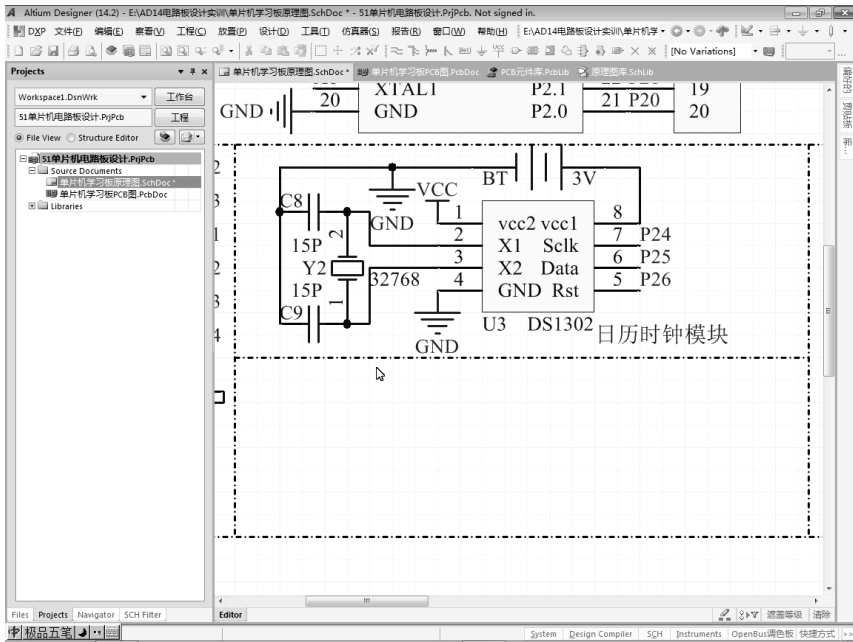 Altium Designer (14.2) - E:\AD14电路板设计实训\单片机学习板原理图.SchDoc * - 51单片机电路板设计.PrjPcb. Not signed in.
DXP 文件(F) 编辑(E) 察看(V) 工程(C) 放置(P) 设计(D) 工具(T) 仿真器(S) 报告(R) 窗口(W) 帮助(H) E:\AD14电路板设计实训\单片机学
[No Variations]
Projects
单片机学习板原理图.SchDoc * 单片机学习板PCB图.PcbDoc PCB元件库.PcbLib 原理图库.SchLib
Workspace1.DsnWrk 工作台
51单片机电路板设计.PrjPcb 工程
File View Structure Editor
51单片机电路板设计.PrjPcb
Source Documents
单片机学习板原理图.SchDoc *
单片机学习板PCB图.PcbDoc
Libraries
XTAL1 P2.1 19
GND 20 GND P2.0 21 P20 20
BT 3V
C8 VCC
GND 1 vcc2 vcc1 8
15P 2 2 X1 Sclk 7 P24
Y2 32768 3 X2 Data 6 P25
15P 1 4 GND Rst 5 P26
C9
GND U3 DS1302 日历时钟模块
2
3
1
2
3
4
Files Projects Navigator SCH Filter Editor 遮盖等级 清除
极品五笔
System Design Compiler SCH Instruments OpenBus调色板 快捷方式 >>